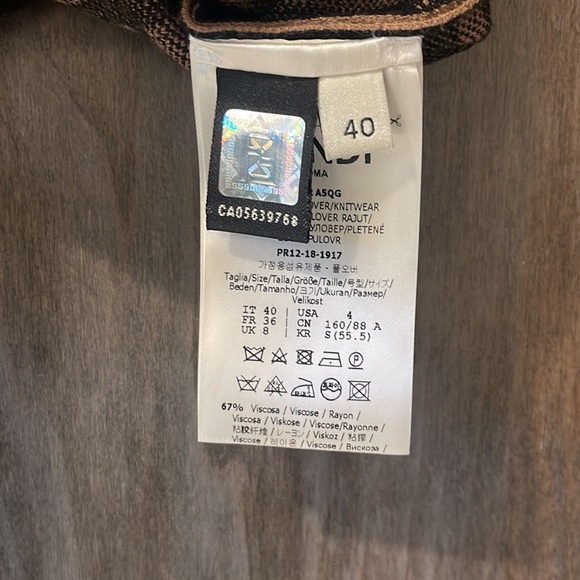 40
NDI
OMA
CA05639768
A5QG
OVER/KNITWEAR
LOVER RAJUT/
УЛОВЕР/PLETENÉ
PULOVR
PR12-18-1917
가정용섬유제품 - 풀오버
Taglia/Size/Talla/Größe/Taille/号型/サイズ/
Beden/Tamanho/크기/Ukuran/Размер/
Velikost
IT 40 | USA 4
FR 36 | CN 160/88 A
UK 8 | KR S(55.5)
P
67% Viscosa / Viscose / Rayon /
Viscosa / Viskose / Viscose/Rayonne /
粘胶纤维 / レーヨン / Viskoz / 粘膠 /
Viscose / 레이온 / Viscose / Вискоза /